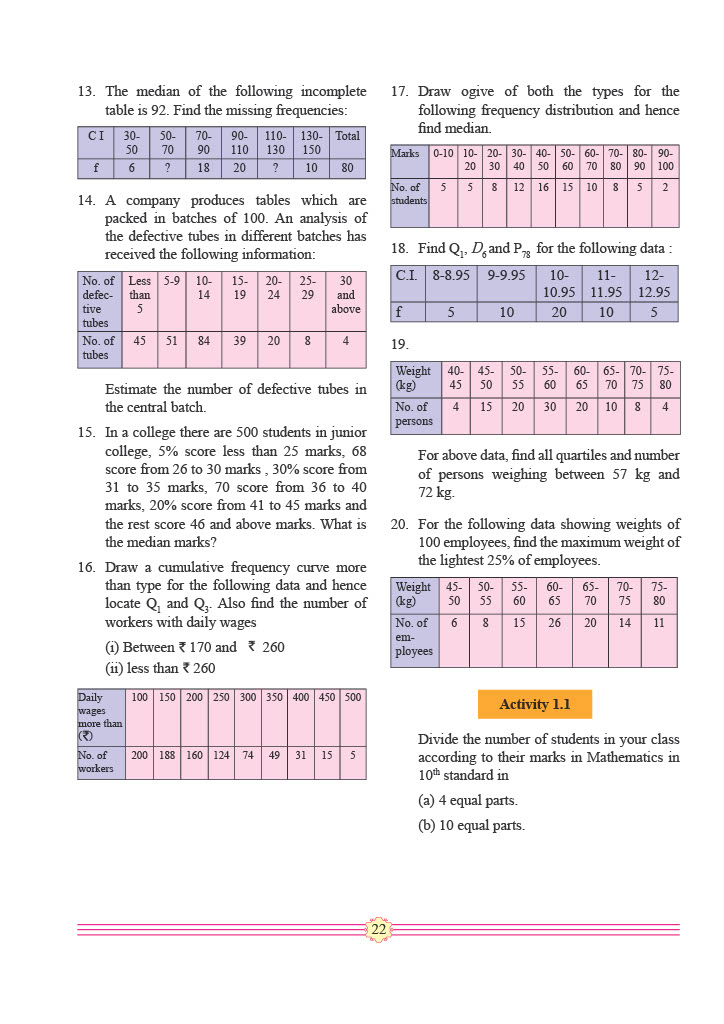 13. The median of the following incomplete
table is 92. Find the missing frequencies:
C I 30-50 50-70 70-90 90-110 110-130 130-150 Total
f 6 ? 18 20 ? 10 80
14. A company produces tables which are
packed in batches of 100. An analysis of
the defective tubes in different batches has
received the following information:
No. of defec-tive tubes Less than 5 5-9 10-14 15-19 20-24 25-29 30 and above
No. of tubes 45 51 84 39 20 8 4
Estimate the number of defective tubes in
the central batch.
15. In a college there are 500 students in junior
college, 5% score less than 25 marks, 68
score from 26 to 30 marks , 30% score from
31 to 35 marks, 70 score from 36 to 40
marks, 20% score from 41 to 45 marks and
the rest score 46 and above marks. What is
the median marks?
16. Draw a cumulative frequency curve more
than type for the following data and hence
locate Q₁ and Q₃. Also find the number of
workers with daily wages
(i) Between ₹ 170 and ₹ 260
(ii) less than ₹ 260
Daily wages more than (₹) 100 150 200 250 300 350 400 450 500
No. of workers 200 188 160 124 74 49 31 15 5
17. Draw ogive of both the types for the
following frequency distribution and hence
find median.
Marks 0-10 10-20 20-30 30-40 40-50 50-60 60-70 70-80 80-90 90-100
No. of students 5 5 8 12 16 15 10 8 5 2
18. Find Q₁, D₆ and P₇₈ for the following data :
C.I. 8-8.95 9-9.95 10-10.95 11-11.95 12-12.95
f 5 10 20 10 5
19.
Weight (kg) 40-45 45-50 50-55 55-60 60-65 65-70 70-75 75-80
No. of persons 4 15 20 30 20 10 8 4
For above data, find all quartiles and number
of persons weighing between 57 kg and
72 kg.
20. For the following data showing weights of
100 employees, find the maximum weight of
the lightest 25% of employees.
Weight (kg) 45-50 50-55 55-60 60-65 65-70 70-75 75-80
No. of em-ployees 6 8 15 26 20 14 11
Activity 1.1
Divide the number of students in your class
according to their marks in Mathematics in
10th standard in
(a) 4 equal parts.
(b) 10 equal parts.
22